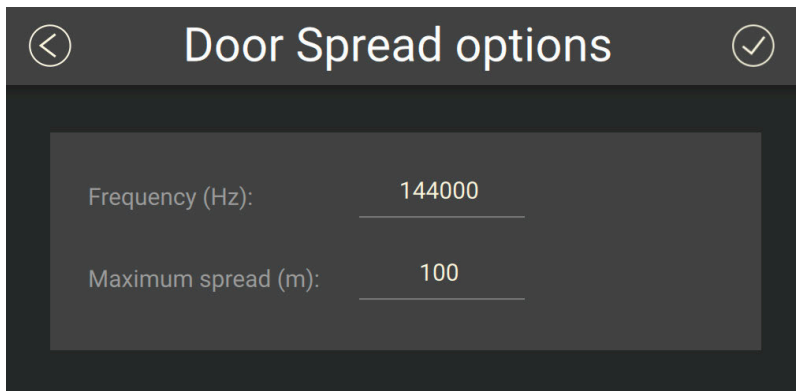 Door Spread options
Frequency (Hz): 144000
Maximum spread (m): 100